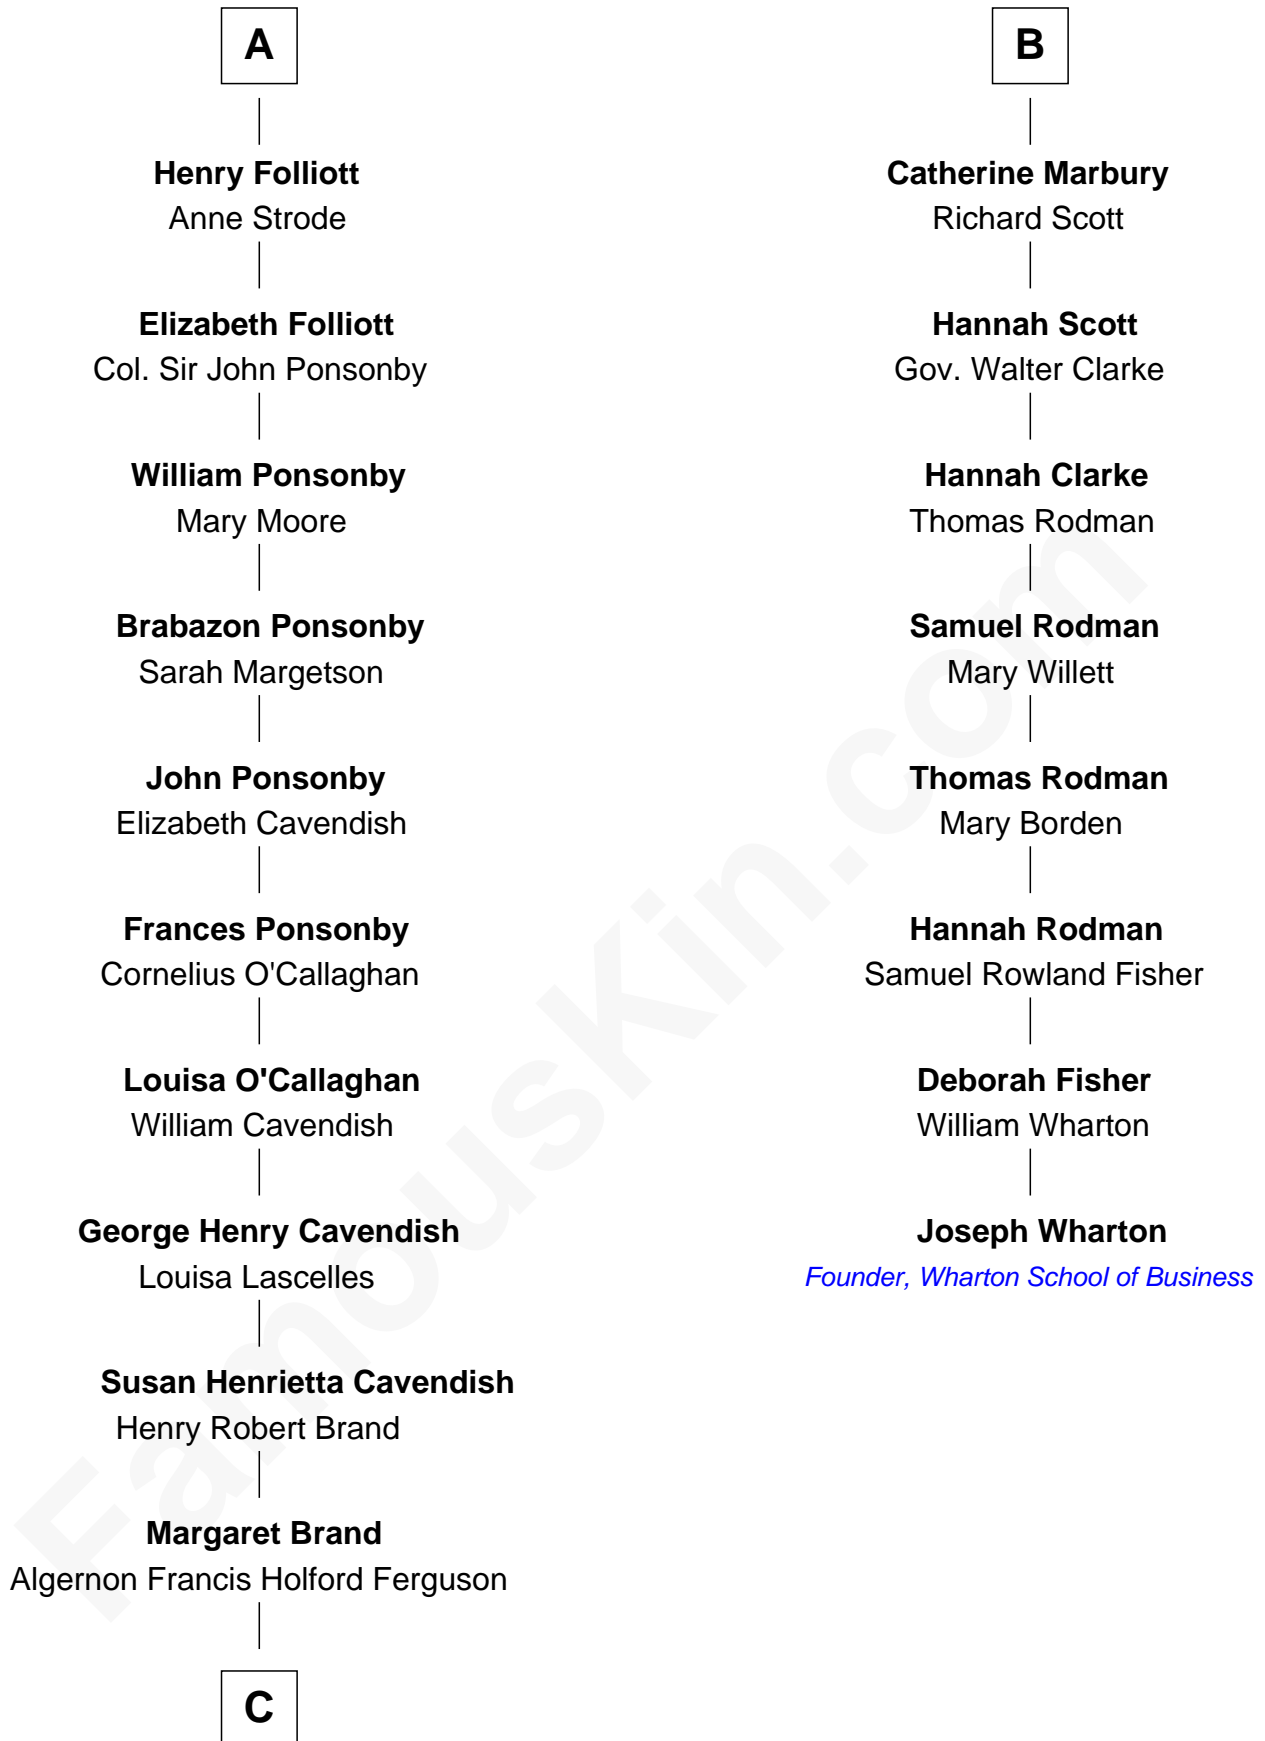 A
Henry Folliott
Anne Strode
Elizabeth Folliott
Col. Sir John Ponsonby
William Ponsonby
Mary Moore
Brabazon Ponsonby
Sarah Margetson
John Ponsonby
Elizabeth Cavendish
Frances Ponsonby
Cornelius O'Callaghan
Louisa O'Callaghan
William Cavendish
George Henry Cavendish
Louisa Lascelles
Susan Henrietta Cavendish
Henry Robert Brand
Margaret Brand
Algernon Francis Holford Ferguson
C
B
Catherine Marbury
Richard Scott
Hannah Scott
Gov. Walter Clarke
Hannah Clarke
Thomas Rodman
Samuel Rodman
Mary Willett
Thomas Rodman
Mary Borden
Hannah Rodman
Samuel Rowland Fisher
Deborah Fisher
William Wharton
Joseph Wharton
Founder, Wharton School of Business
FamousKin.com